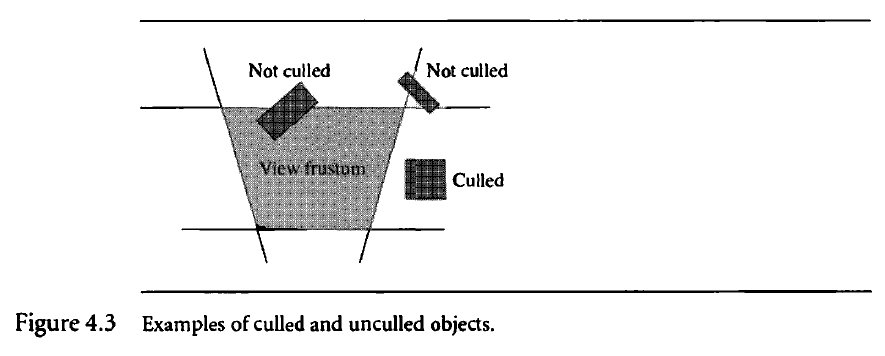 Not culled
Not culled
View frustum
Culled
Figure 4.3 Examples of culled and unculled objects.